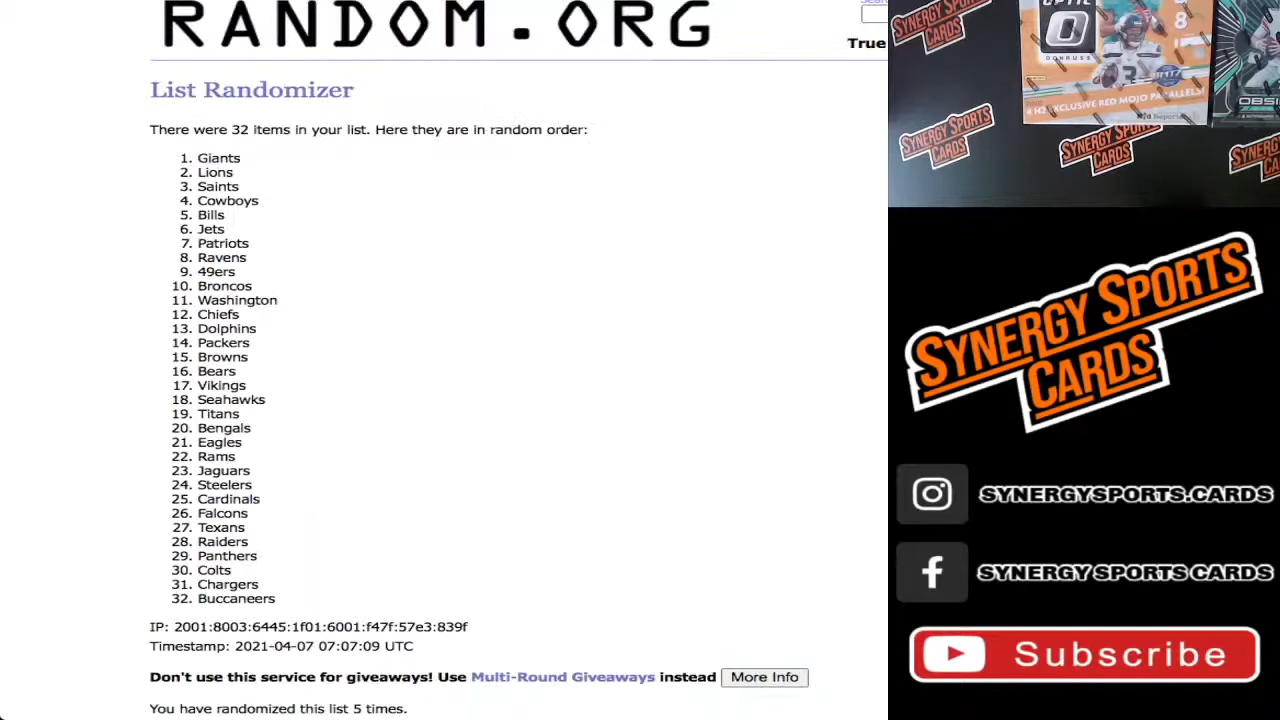 RANDOM.ORG
True
List Randomizer
There were 32 items in your list. Here they are in random order:
1. Giants
2. Lions
3. Saints
4. Cowboys
5. Bills
6. Jets
7. Patriots
8. Ravens
9. 49ers
10. Broncos
11. Washington
12. Chiefs
13. Dolphins
14. Packers
15. Browns
16. Bears
17. Vikings
18. Seahawks
19. Titans
20. Bengals
21. Eagles
22. Rams
23. Jaguars
24. Steelers
25. Cardinals
26. Falcons
27. Texans
28. Raiders
29. Panthers
30. Colts
31. Chargers
32. Buccaneers
IP: 2001:8003:6445:1f01:6001:f47f:57e3:839f
Timestamp: 2021-04-07 07:07:09 UTC
Don't use this service for giveaways! Use Multi-Round Giveaways instead More Info
You have randomized this list 5 times.
SPORTS
CARDS
OPTIC
DONRUSS
8
EXCLUSIVE RED MOJO PARALLELS!
OBS
SYNERGY SPORTS
CARDS
SYNERGY SPORTS
CARDS
SYNERGY SPORTS
CARDS
SYNERGYSPORTS.CARDS
SYNERGY SPORTS CARDS
Subscribe